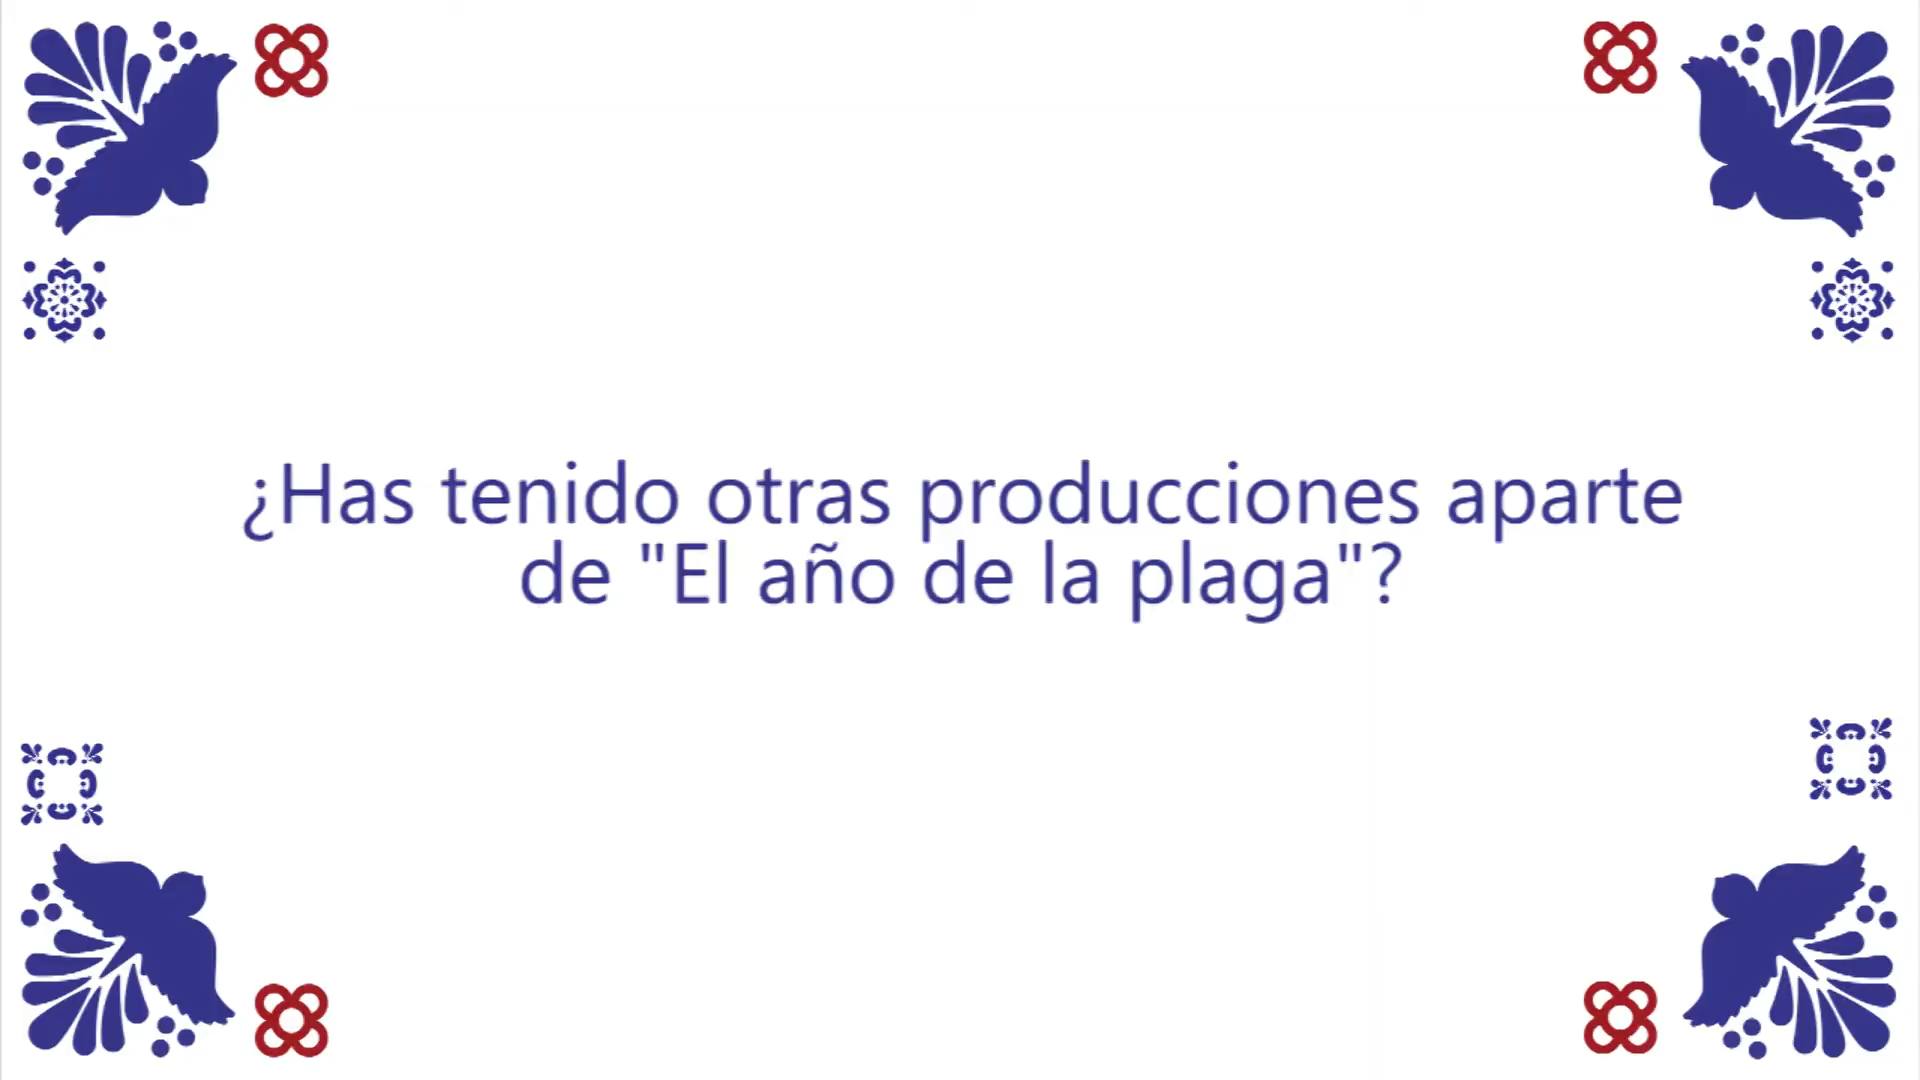 ¿Has tenido otras producciones aparte
de "El año de la plaga"?